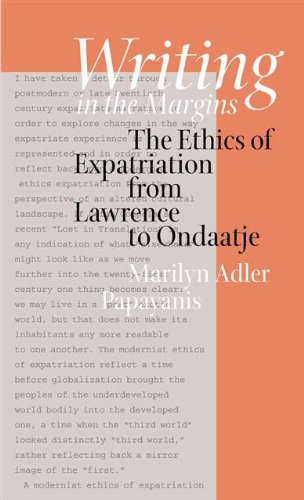 Writing
in the Margins
The Ethics of
Expatriation
from
Lawrence
to Ondaatje
Marilyn Adler
Papayanis
I have taken through
postmodern of late
century expatriate
order to explore changes in the way
expatriate experience is
represented and in order to
reflect back
ethics
perspective of an altered cultural
landscape. If
recent "Lost in
any indication of what
might look like as we move
further into the
century one thing becomes clear:
we may live in a
world, but that does not make its
inhabitants any more readable
to one another. The modernist ethics
of expatriation reflect a time
before globalization brought the
peoples of the underdeveloped
world bodily into the developed
one, a time when the "third world"
looked distinctly "third world,"
rather reflecting back a mirror
image of the "first."
A modernist ethics of expatriation